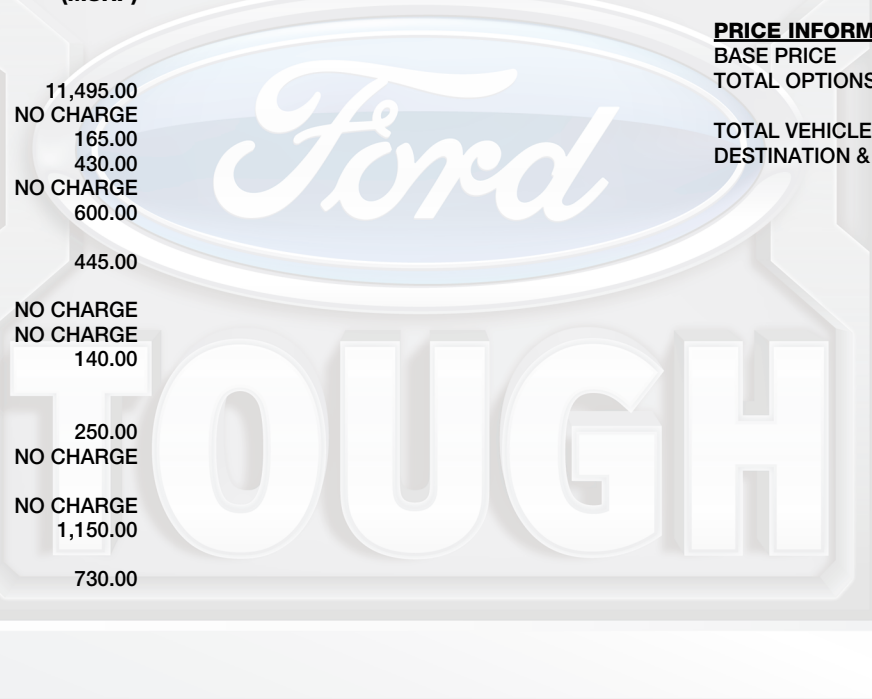 11,495.00
NO CHARGE
165.00
430.00
NO CHARGE
600.00
445.00
NO CHARGE
NO CHARGE
140.00
250.00
NO CHARGE
NO CHARGE
1,150.00
730.00
PRICE INFORM
BASE PRICE
TOTAL OPTIONS
TOTAL VEHICLE
DESTINATION &
Ford
TOUGH